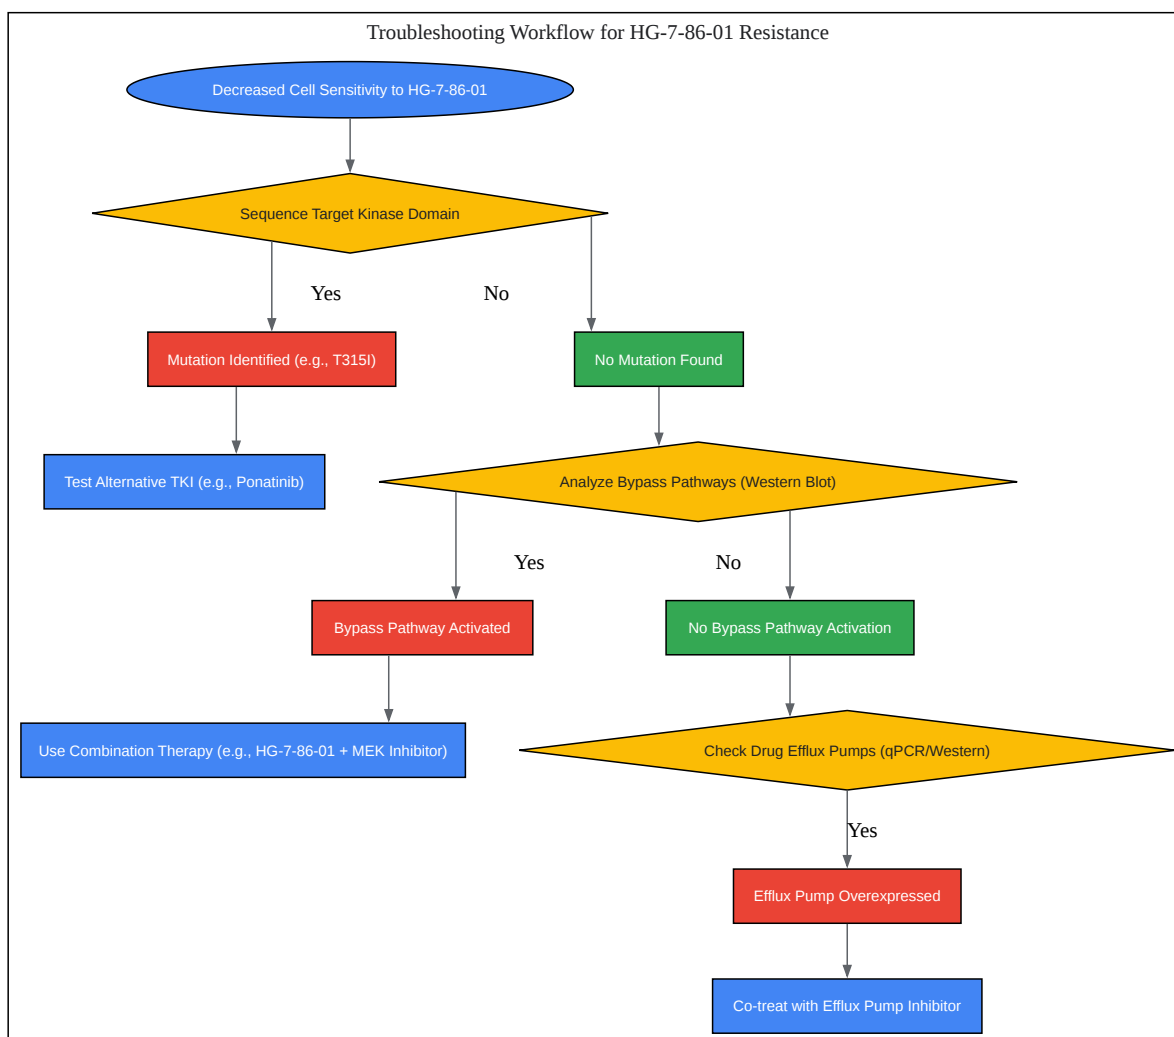 Troubleshooting Workflow for HG-7-86-01 Resistance
Decreased Cell Sensitivity to HG-7-86-01
Sequence Target Kinase Domain
Yes
No
Mutation Identified (e.g., T315I)
No Mutation Found
Test Alternative TKI (e.g., Ponatinib)
Analyze Bypass Pathways (Western Blot)
Yes
No
Bypass Pathway Activated
No Bypass Pathway Activation
Use Combination Therapy (e.g., HG-7-86-01 + MEK Inhibitor)
Check Drug Efflux Pumps (qPCR/Western)
Yes
Efflux Pump Overexpressed
Co-treat with Efflux Pump Inhibitor